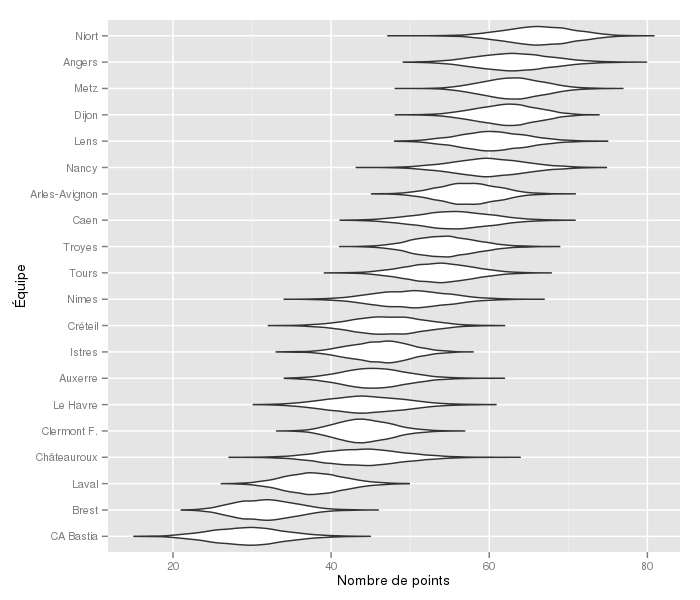 Niort
Angers
Metz
Dijon
Lens
Nancy
Arles-Avignon
Caen
Troyes
Tours
Nimes
Créteil
Istres
Auxerre
Le Havre
Clermont F.
Châteauroux
Laval
Brest
CA Bastia
Équipe
20 40 60 80
Nombre de points